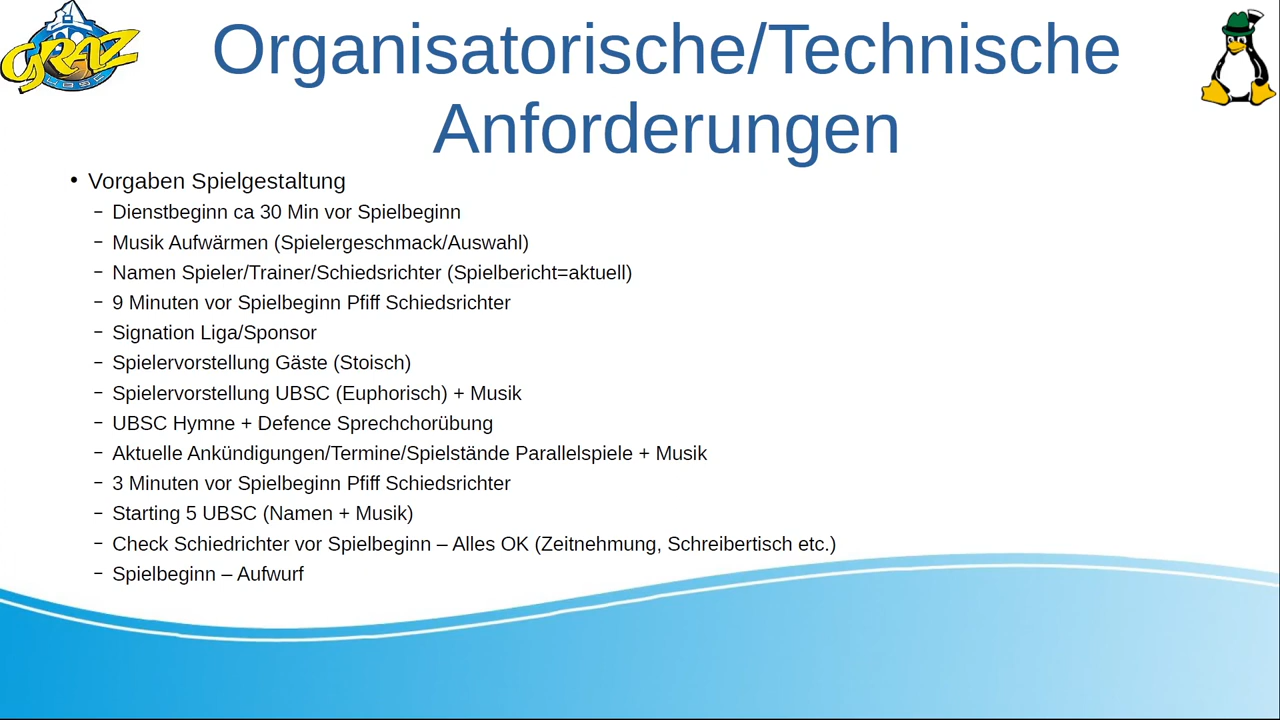 GRAZ
UBSC
Organisatorische/Technische
Anforderungen
• Vorgaben Spielgestaltung
– Dienstbeginn ca 30 Min vor Spielbeginn
– Musik Aufwärmen (Spielergeschmack/Auswahl)
– Namen Spieler/Trainer/Schiedsrichter (Spielbericht=aktuell)
– 9 Minuten vor Spielbeginn Pfiff Schiedsrichter
– Signation Liga/Sponsor
– Spielervorstellung Gäste (Stoisch)
– Spielervorstellung UBSC (Euphorisch) + Musik
– UBSC Hymne + Defence Sprechchorübung
– Aktuelle Ankündigungen/Termine/Spielstände Parallelspiele + Musik
– 3 Minuten vor Spielbeginn Pfiff Schiedsrichter
– Starting 5 UBSC (Namen + Musik)
– Check Schiedrichter vor Spielbeginn – Alles OK (Zeitnehmung, Schreibertisch etc.)
– Spielbeginn – Aufwurf